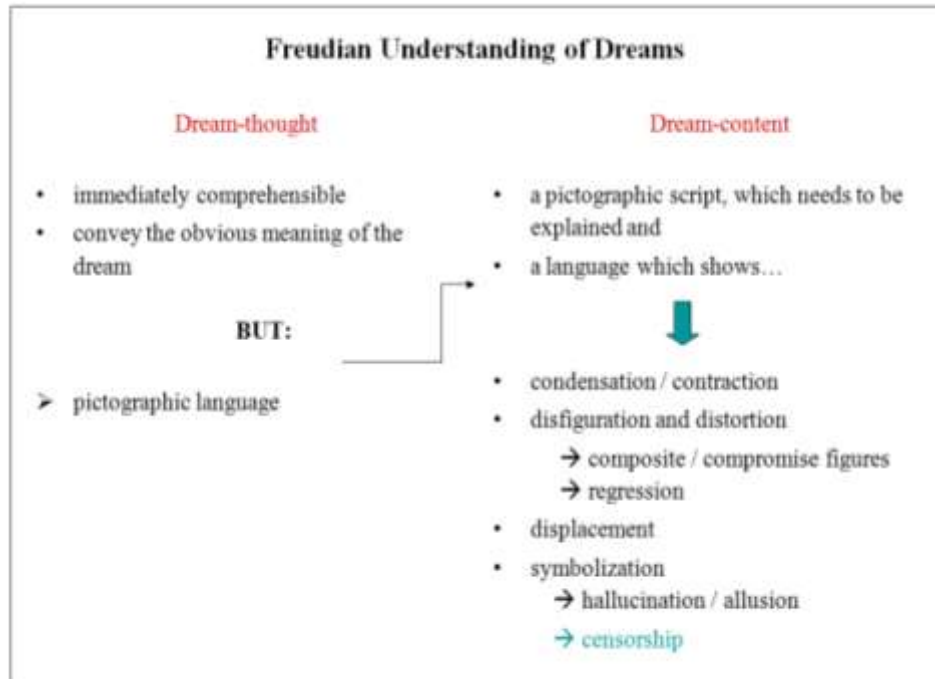 Freudian Understanding of Dreams
Dream-thought
• immediately comprehensible
• convey the obvious meaning of the
dream
BUT:
➢ pictographic language
Dream-content
• a pictographic script, which needs to be
explained and
• a language which shows…
• condensation / contraction
• disfiguration and distortion
→ composite / compromise figures
→ regression
• displacement
• symbolization
→ hallucination / allusion
→ censorship